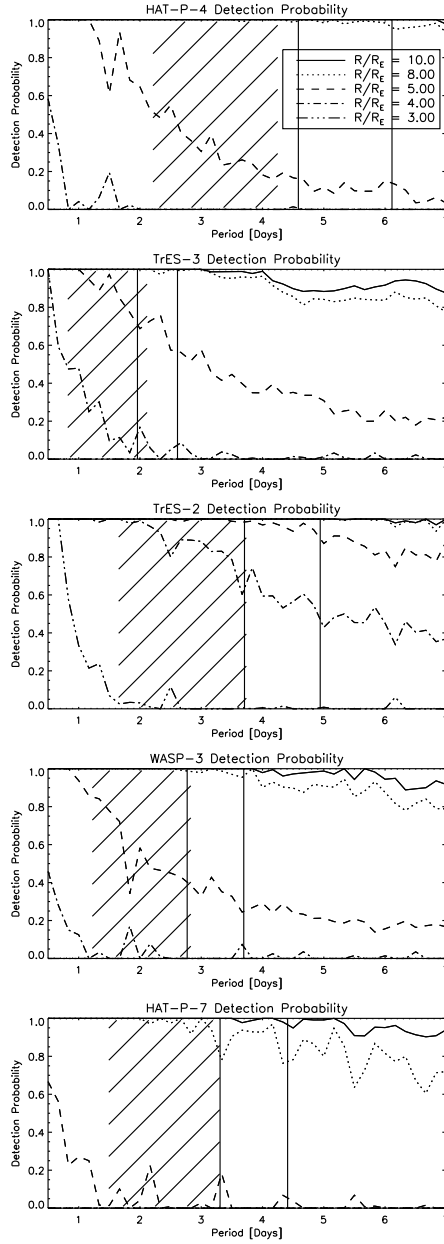 HAT-P-4 Detection Probability
1.0
R/R_E = 10.0
R/R_E = 8.00
R/R_E = 5.00
R/R_E = 4.00
R/R_E = 3.00
0.8
0.6
0.4
0.2
0.0
Detection Probability
1 2 3 4 5 6 7
Period [Days]
TrES-3 Detection Probability
1.0
0.8
0.6
0.4
0.2
0.0
Detection Probability
1 2 3 4 5 6 7
Period [Days]
TrES-2 Detection Probability
1.0
0.8
0.6
0.4
0.2
0.0
Detection Probability
1 2 3 4 5 6 7
Period [Days]
WASP-3 Detection Probability
1.0
0.8
0.6
0.4
0.2
0.0
Detection Probability
1 2 3 4 5 6 7
Period [Days]
HAT-P-7 Detection Probability
1.0
0.8
0.6
0.4
0.2
0.0
Detection Probability
1 2 3 4 5 6 7
Period [Days]